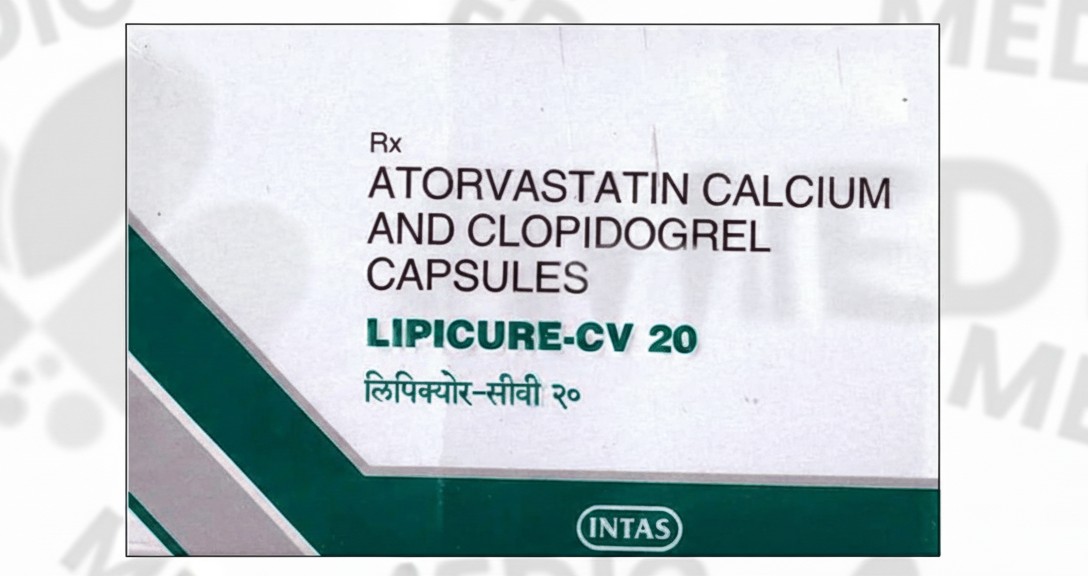 Rx
ATORVASTATIN CALCIUM
AND CLOPIDOGREL
CAPSULES
LIPICURE-CV 20
लिपिक्योर-सीवी २०
INTAS